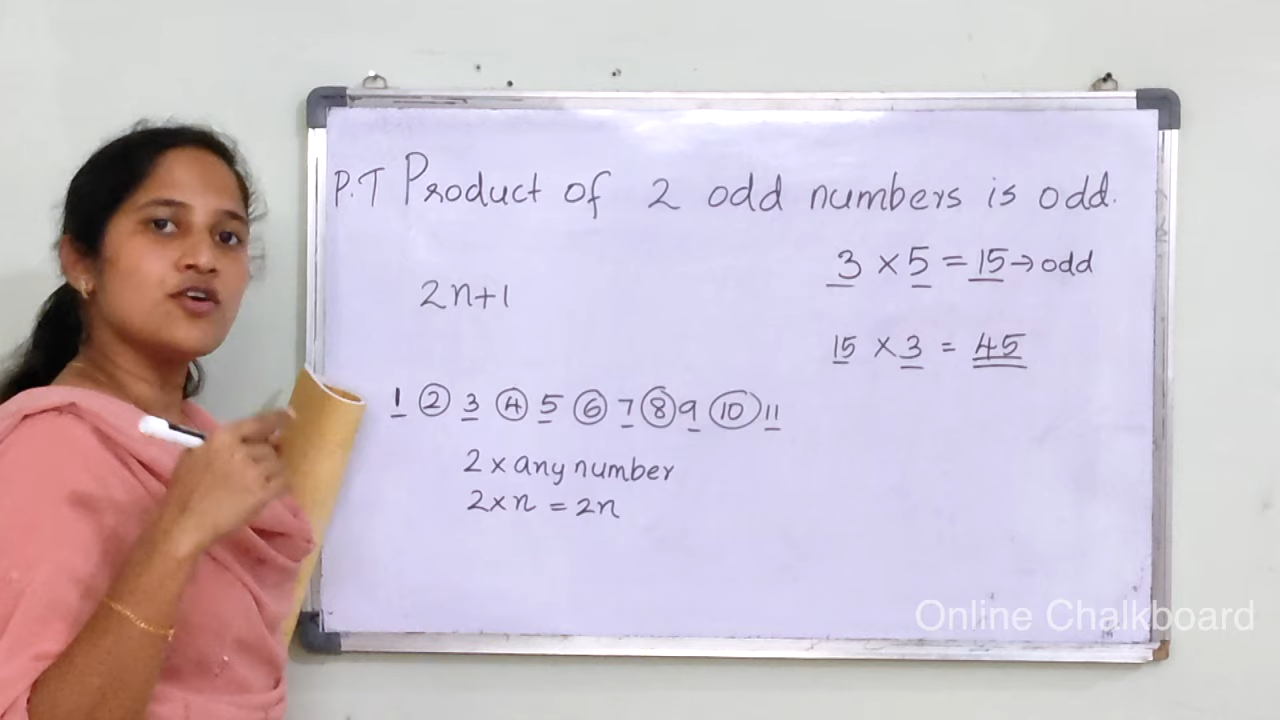 P.T Product of 2 odd numbers is odd.
3 × 5 = 15 → odd
2n+1
15 × 3 = 45
1 2 3 4 5 6 7 8 9 10 11
2 × any number
2 × n = 2n
Online Chalkboard